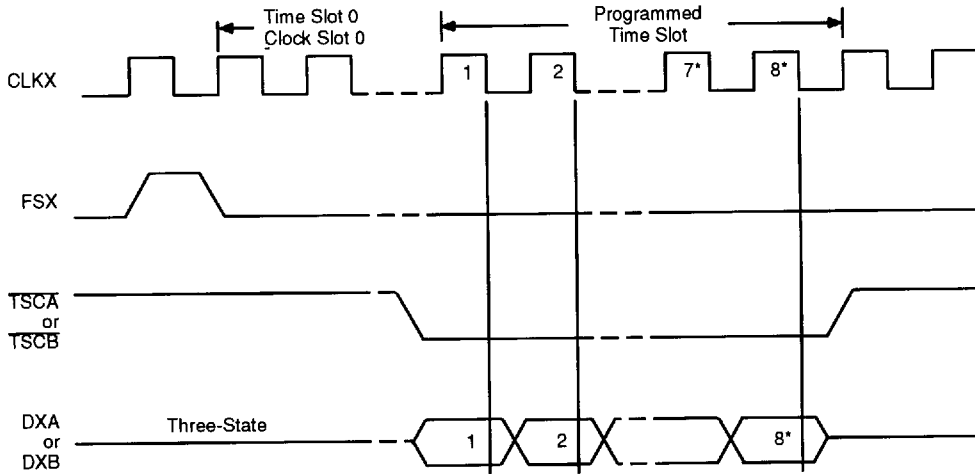 Time Slot 0
Clock Slot 0
Programmed
Time Slot
CLKX
1
2
7*
8*
FSX
TSCA
or
TSCB
DXA
or
DXB
Three-State
1
2
8*